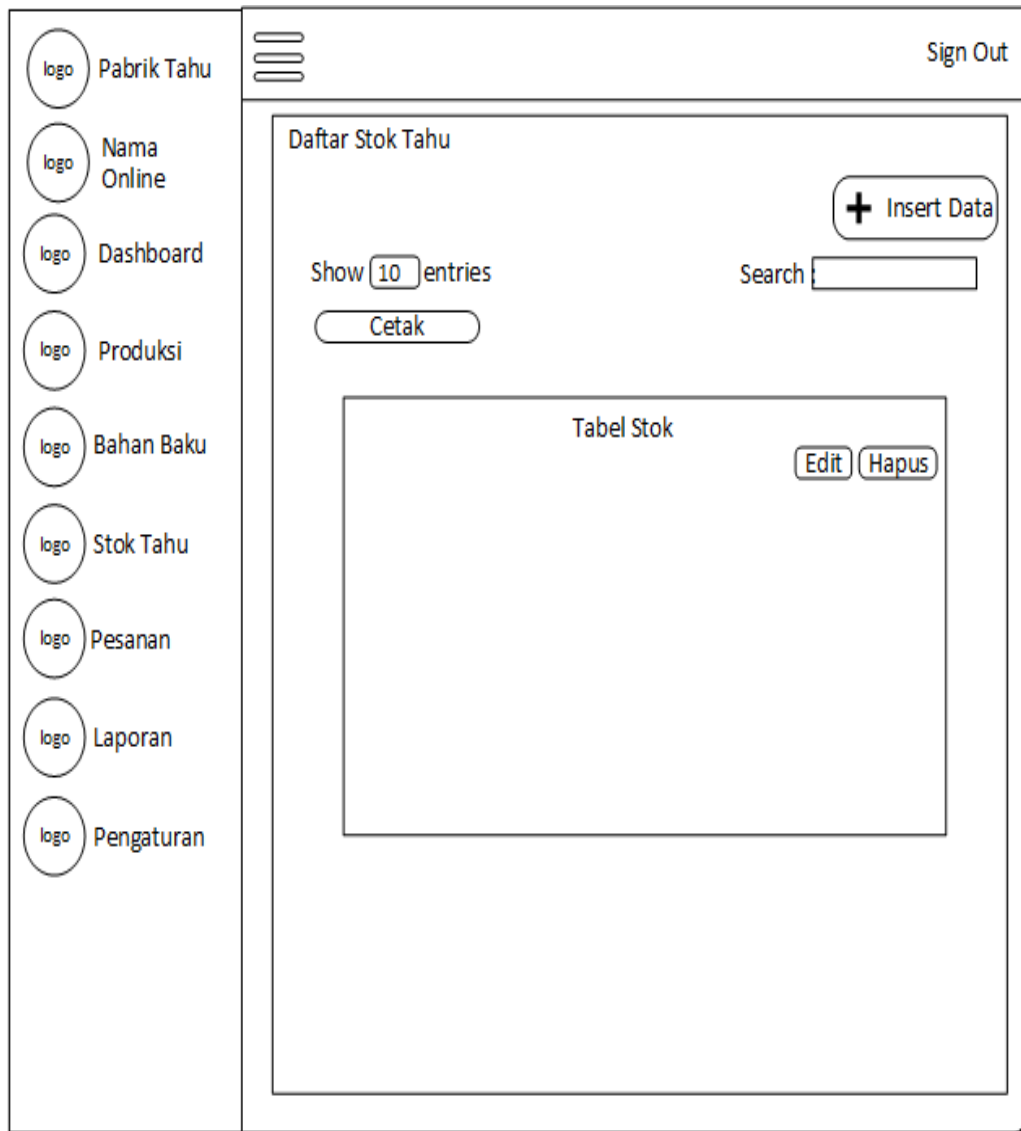 logo Pabrik Tahu
logo Nama
Online
logo Dashboard
logo Produksi
logo Bahan Baku
logo Stok Tahu
logo Pesanan
logo Laporan
logo Pengaturan
Sign Out
Daftar Stok Tahu
+ Insert Data
Show 10 entries
Search :
Cetak
Tabel Stok
Edit Hapus